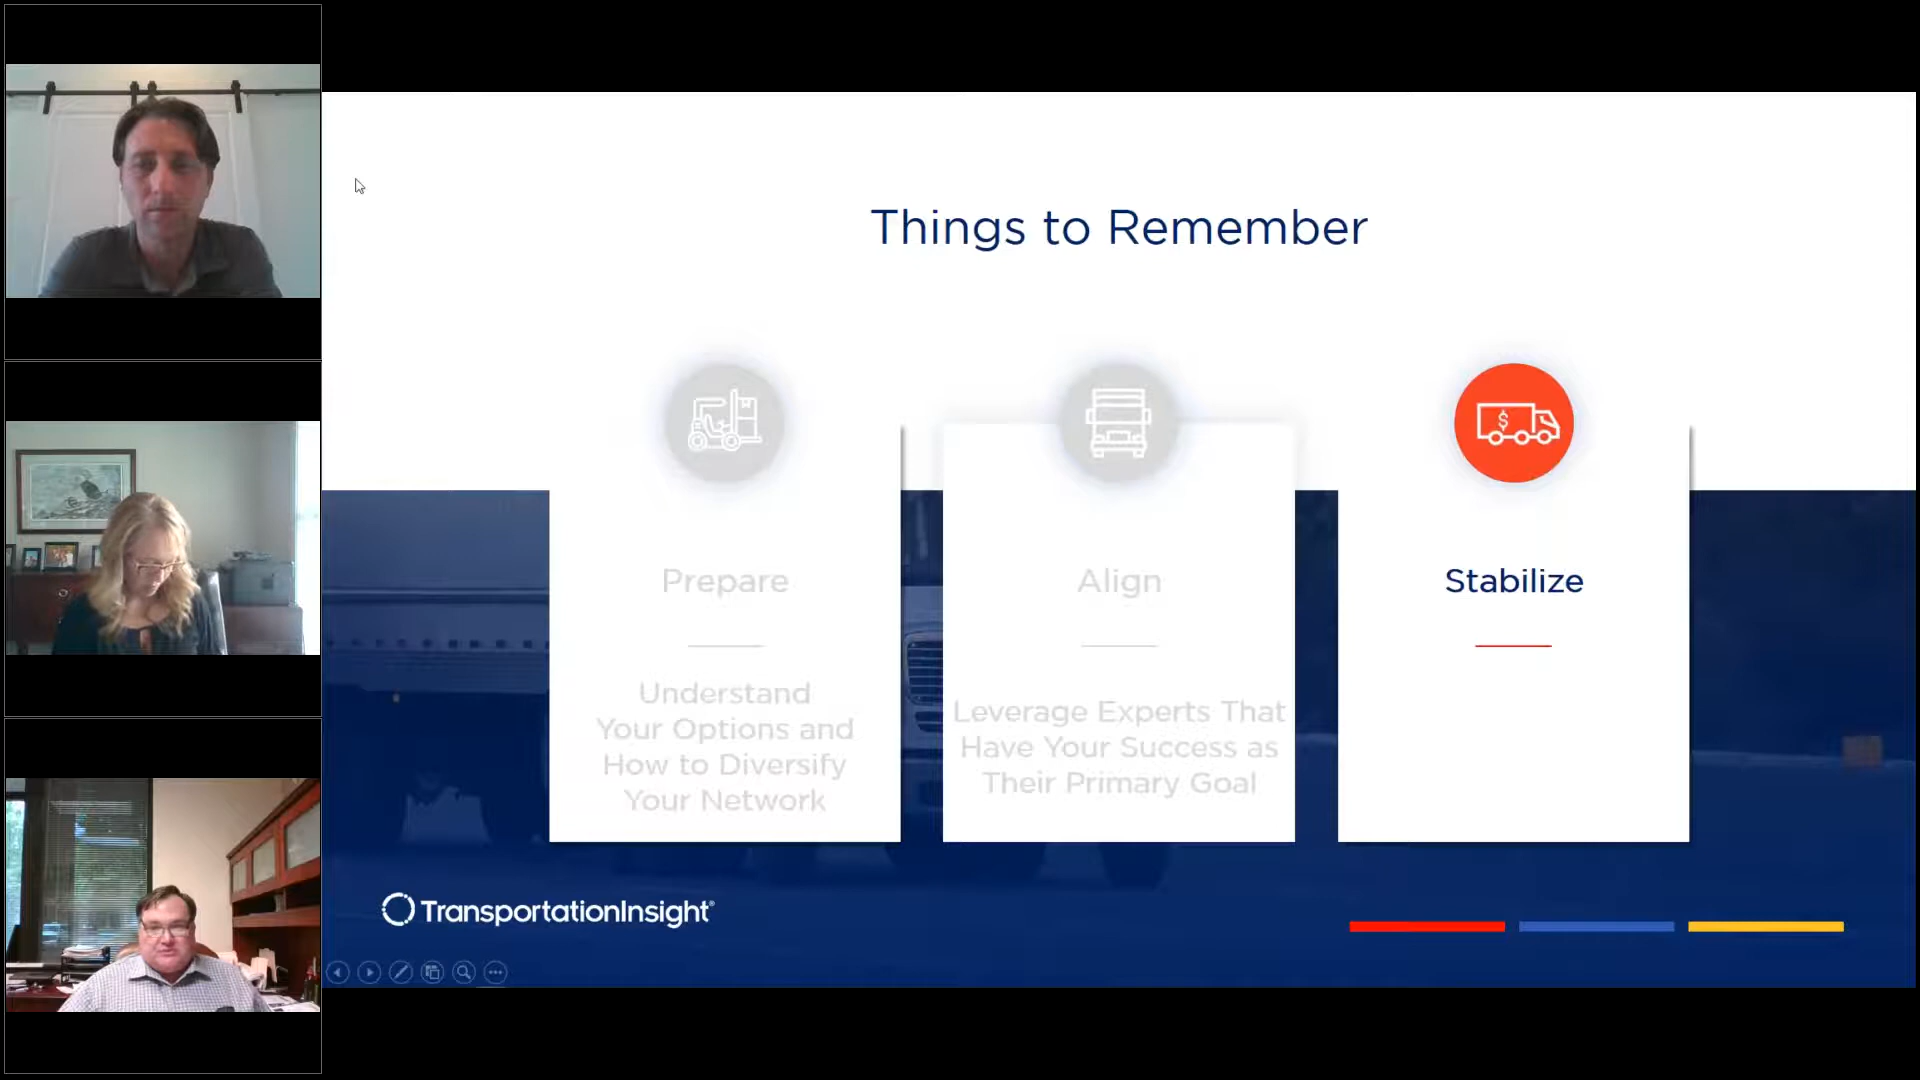 Things to Remember
Prepare
Understand
Your Options and
How to Diversify
Your Network
Align
Leverage Experts That
Have Your Success as
Their Primary Goal
$
Stabilize
TransportationInsight®